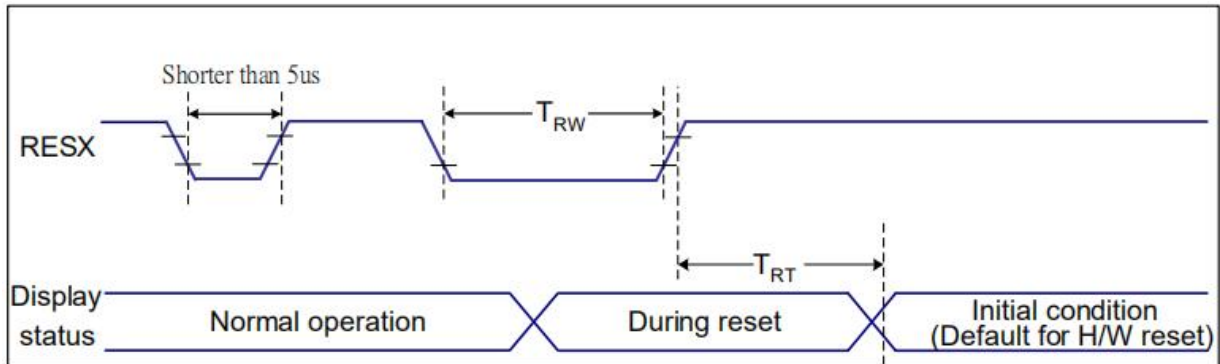 Shorter than 5us
RESX
TRW
TRT
Display
status
Normal operation
During reset
Initial condition
(Default for H/W reset)